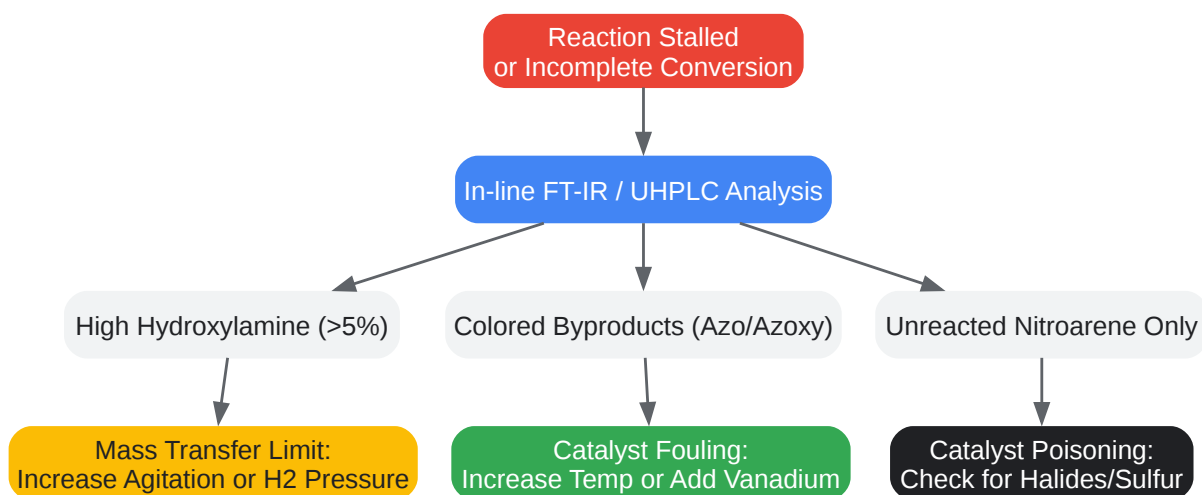 Reaction Stalled
or Incomplete Conversion
In-line FT-IR / UHPLC Analysis
High Hydroxylamine (>5%)
Colored Byproducts (Azo/Azoxy)
Unreacted Nitroarene Only
Mass Transfer Limit:
Increase Agitation or H2 Pressure
Catalyst Fouling:
Increase Temp or Add Vanadium
Catalyst Poisoning:
Check for Halides/Sulfur